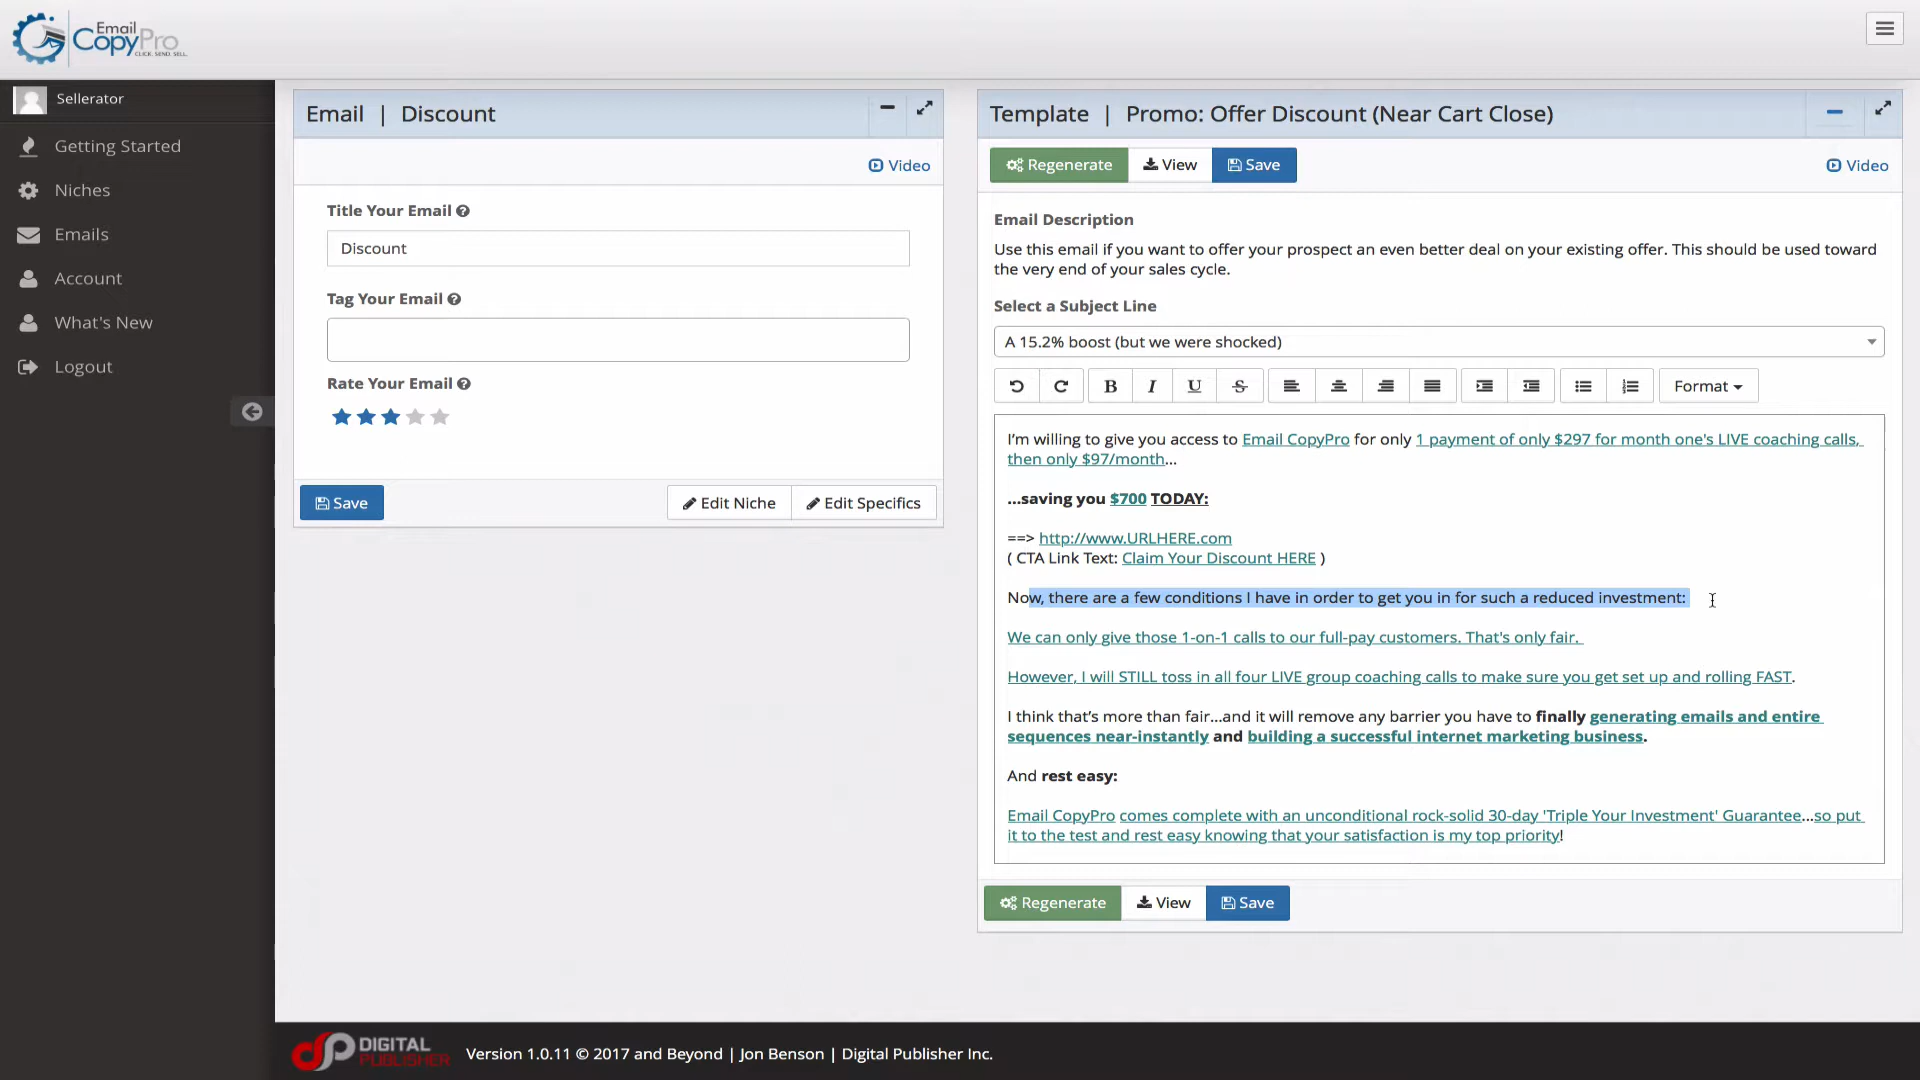 Email
CopyPro
CLICK. SEND. SELL.
Sellerator
Getting Started
Niches
Emails
Account
What's New
Logout
Email | Discount
Video
Title Your Email
Discount
Tag Your Email
Rate Your Email
Save
Edit Niche
Edit Specifics
Template | Promo: Offer Discount (Near Cart Close)
Regenerate
View
Save
Video
Email Description
Use this email if you want to offer your prospect an even better deal on your existing offer. This should be used toward
the very end of your sales cycle.
Select a Subject Line
A 15.2% boost (but we were shocked)
B I U S
Format
I’m willing to give you access to Email CopyPro for only 1 payment of only $297 for month one's LIVE coaching calls,
then only $97/month...
...saving you $700 TODAY:
==> http://www.URLHERE.com
( CTA Link Text: Claim Your Discount HERE )
Now, there are a few conditions I have in order to get you in for such a reduced investment:
We can only give those 1-on-1 calls to our full-pay customers. That's only fair.
However, I will STILL toss in all four LIVE group coaching calls to make sure you get set up and rolling FAST.
I think that’s more than fair...and it will remove any barrier you have to finally generating emails and entire
sequences near-instantly and building a successful internet marketing business.
And rest easy:
Email CopyPro comes complete with an unconditional rock-solid 30-day 'Triple Your Investment' Guarantee...so put
it to the test and rest easy knowing that your satisfaction is my top priority!
Regenerate
View
Save
DIGITAL
PUBLISHER
Version 1.0.11 © 2017 and Beyond | Jon Benson | Digital Publisher Inc.